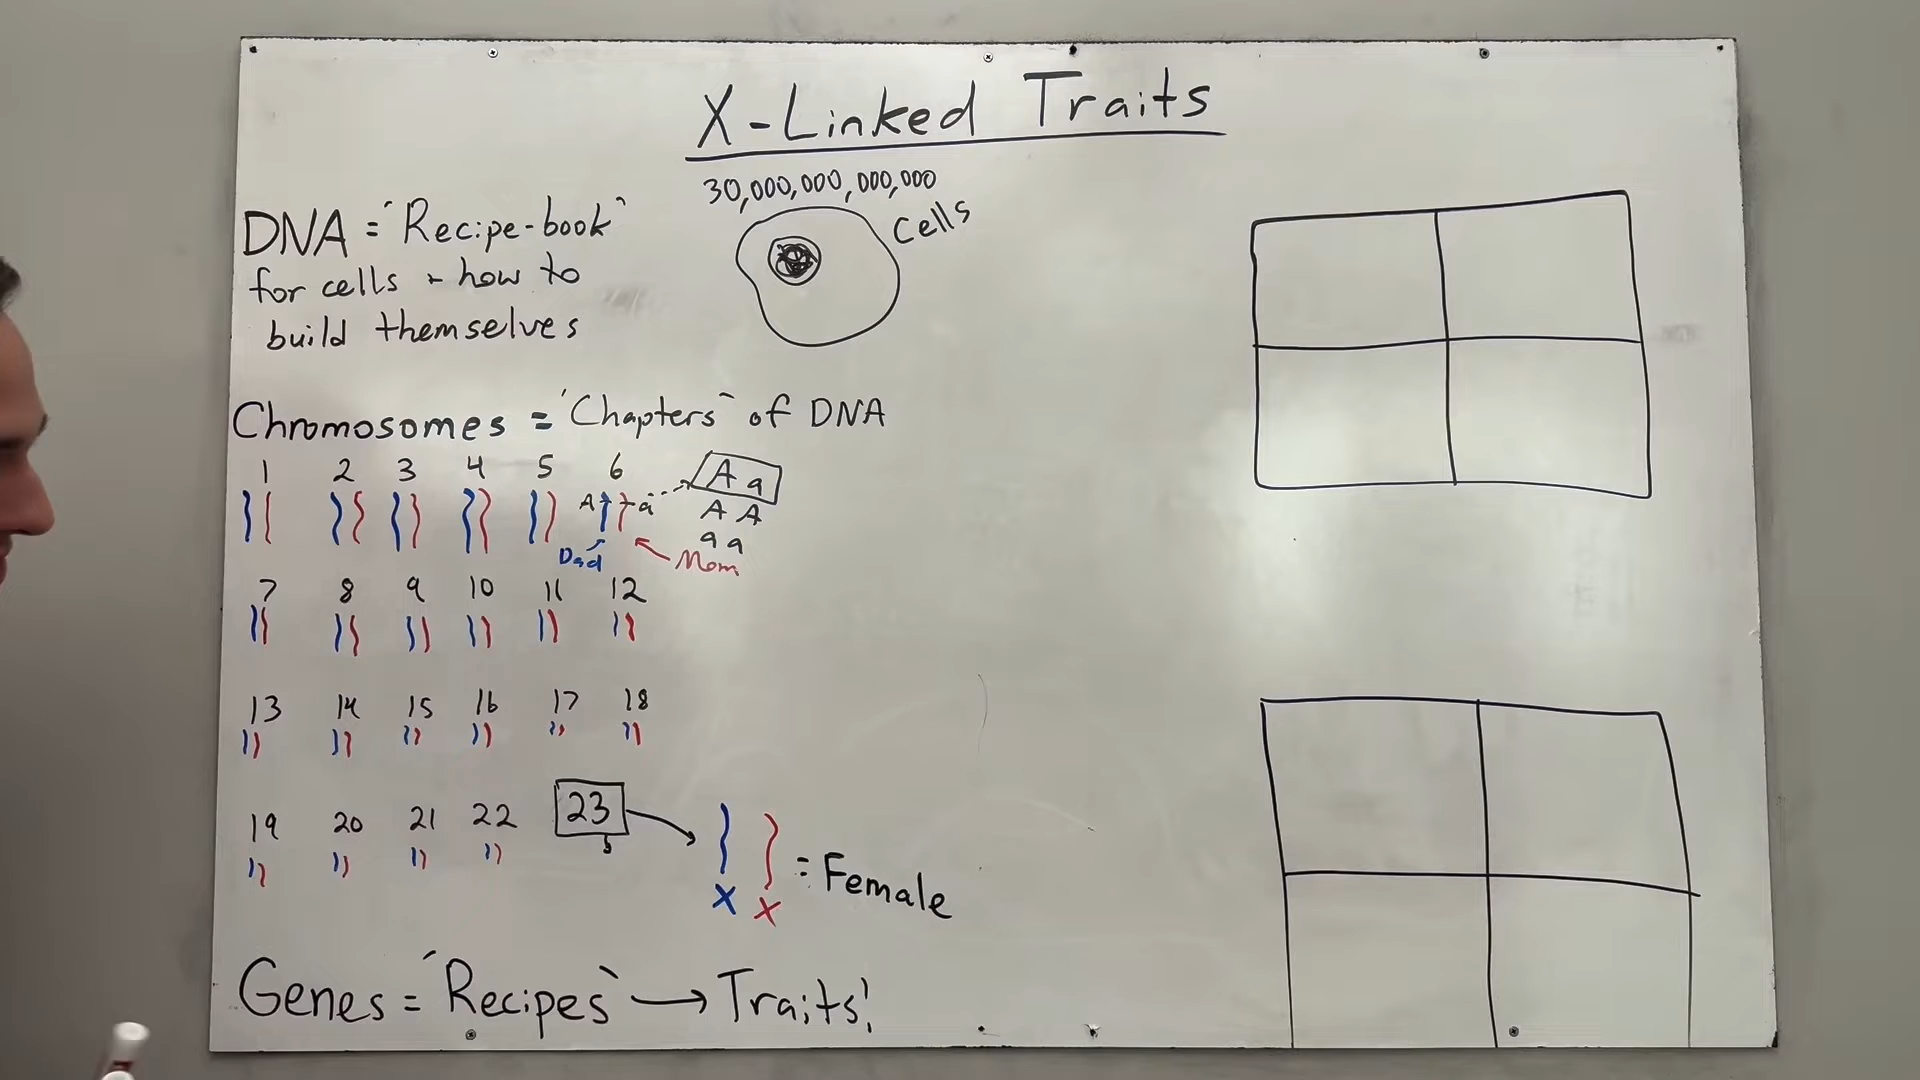 X-Linked Traits
30,000,000,000,000
Cells
DNA = "Recipe-book"
for cells - how to
build themselves
Chromosomes = "Chapters" of DNA
1 2 3 4 5 6
A a
A a
A A
a a
Dad Mom
7 8 9 10 11 12
13 14 15 16 17 18
19 20 21 22 23
X X = Female
Genes = "Recipes" → Traits!